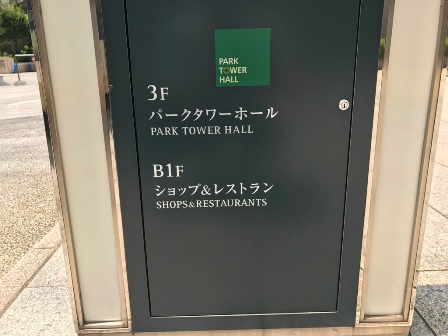 PARK
TOWER
HALL
3F
パークタワーホール
PARK TOWER HALL
B1F
ショップ&レストラン
SHOPS&RESTAURANTS